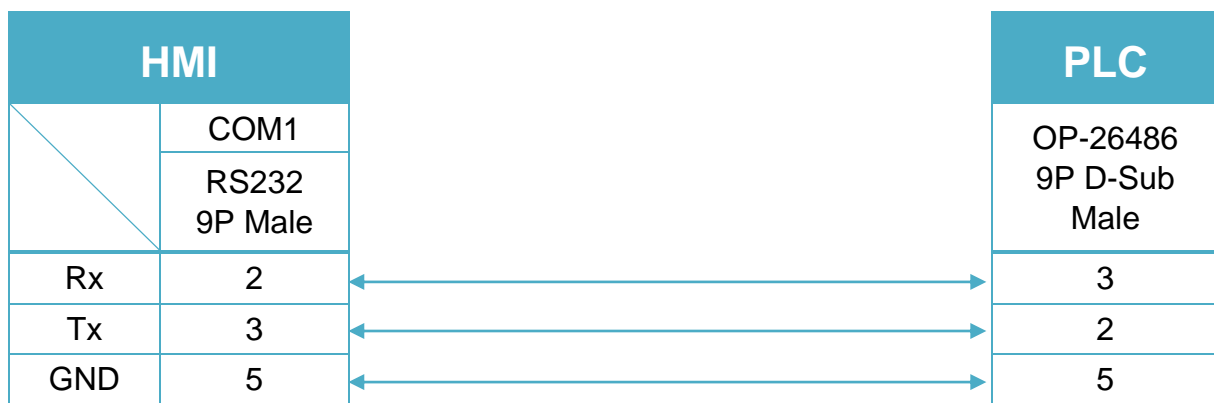 HMI
PLC
COM1
RS232
9P Male
OP-26486
9P D-Sub
Male
Rx 2 3
Tx 3 2
GND 5 5